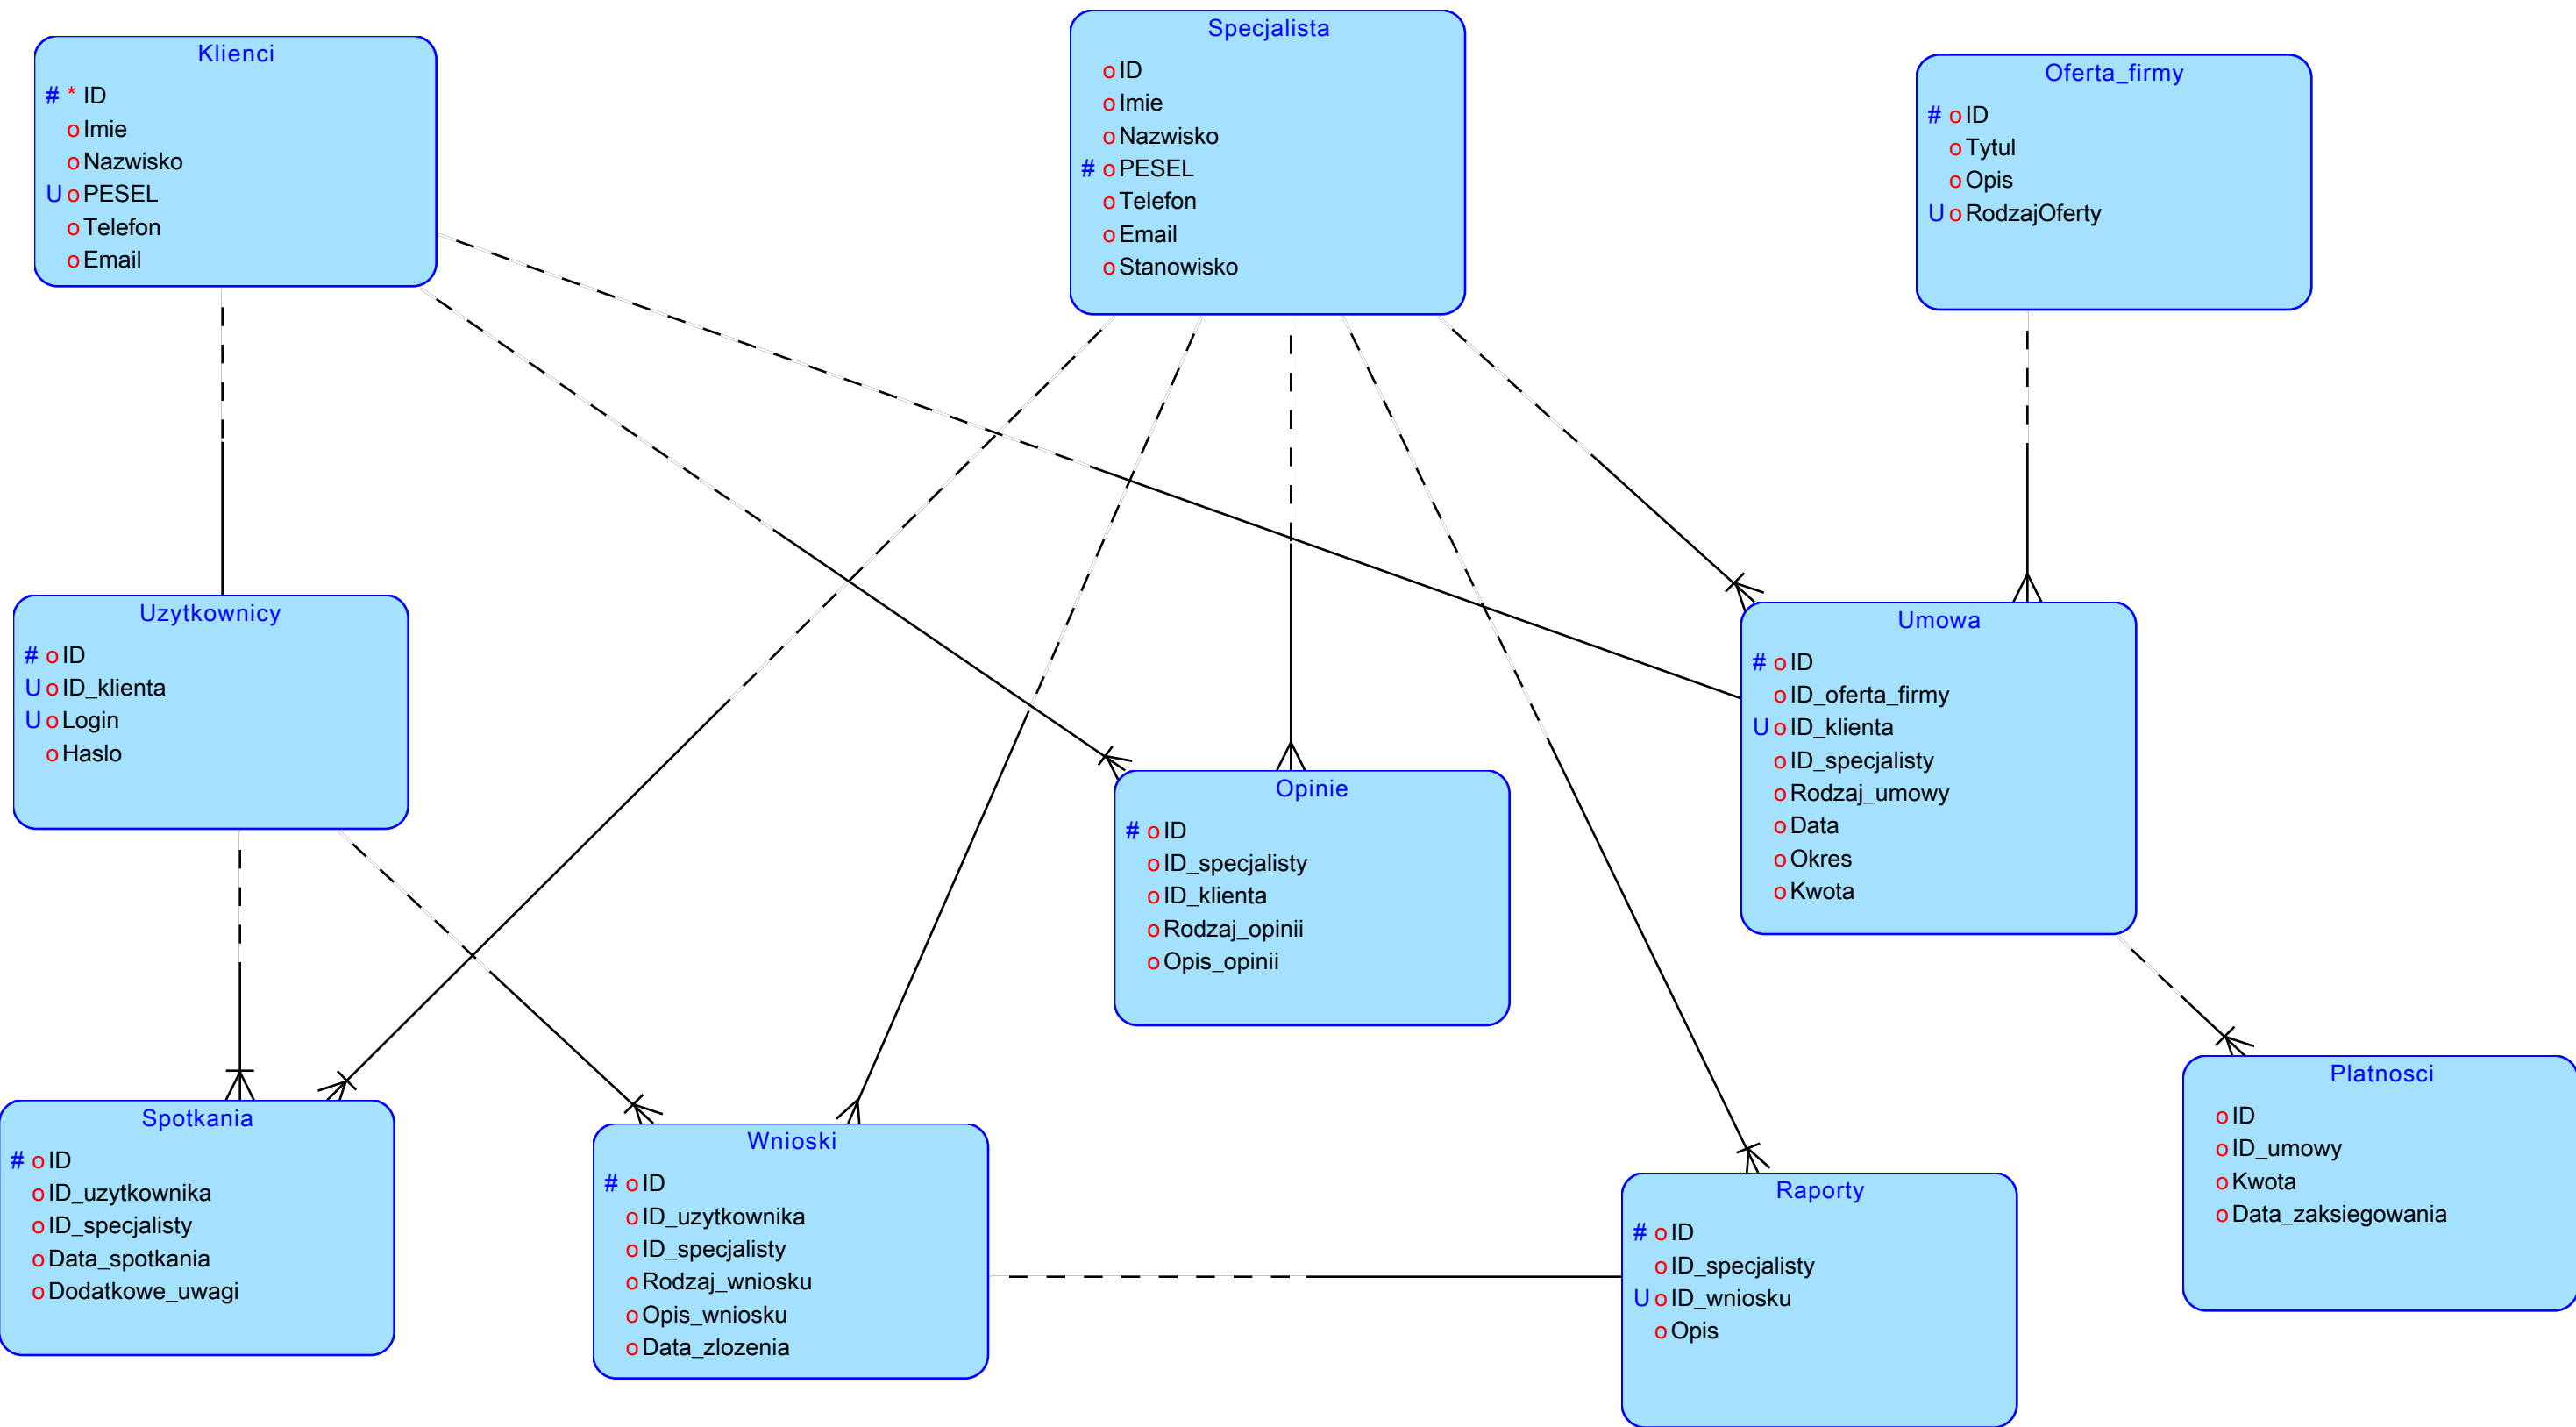 Klienci
# * ID
o Imie
o Nazwisko
U o PESEL
o Telefon
o Email
Specjalista
o ID
o Imie
o Nazwisko
# o PESEL
o Telefon
o Email
o Stanowisko
Oferta_firmy
# o ID
o Tytul
o Opis
U o RodzajOferty
Uzytkownicy
# o ID
U o ID_klienta
U o Login
o Haslo
Umowa
# o ID
o ID_oferta_firmy
U o ID_klienta
o ID_specjalisty
o Rodzaj_umowy
o Data
o Okres
o Kwota
Opinie
# o ID
o ID_specjalisty
o ID_klienta
o Rodzaj_opinii
o Opis_opinii
Spotkania
# o ID
o ID_uzytkownika
o ID_specjalisty
o Data_spotkania
o Dodatkowe_uwagi
Wnioski
# o ID
o ID_uzytkownika
o ID_specjalisty
o Rodzaj_wniosku
o Opis_wniosku
o Data_zlozenia
Raporty
# o ID
o ID_specjalisty
U o ID_wniosku
o Opis
Platnosci
o ID
o ID_umowy
o Kwota
o Data_zaksiegowania